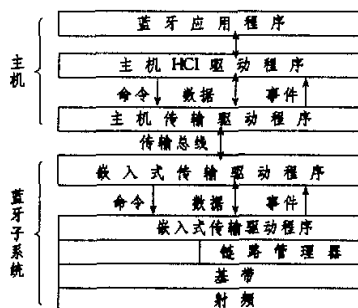 蓝牙应用程序
主机
主机 HCI 驱动程序
命令 数据 事件
主机传输驱动程序
传输总线
嵌入式传输驱动程序
蓝牙子系统
命令 数据 事件
嵌入式传输驱动程序
链路管理器
基带
射频